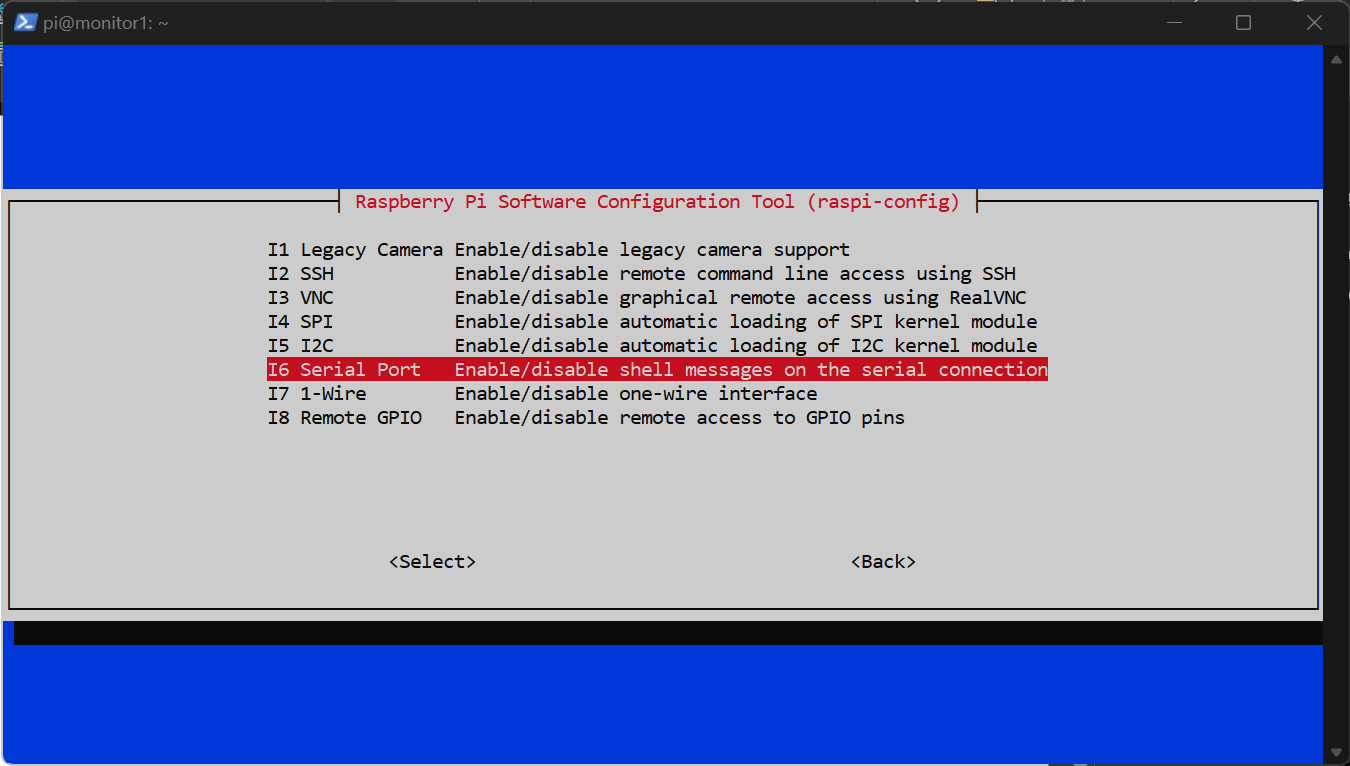 pi@monitor1: ~
Raspberry Pi Software Configuration Tool (raspi-config)
I1 Legacy Camera Enable/disable legacy camera support
I2 SSH Enable/disable remote command line access using SSH
I3 VNC Enable/disable graphical remote access using RealVNC
I4 SPI Enable/disable automatic loading of SPI kernel module
I5 I2C Enable/disable automatic loading of I2C kernel module
I6 Serial Port Enable/disable shell messages on the serial connection
I7 1-Wire Enable/disable one-wire interface
I8 Remote GPIO Enable/disable remote access to GPIO pins
<Select> <Back>